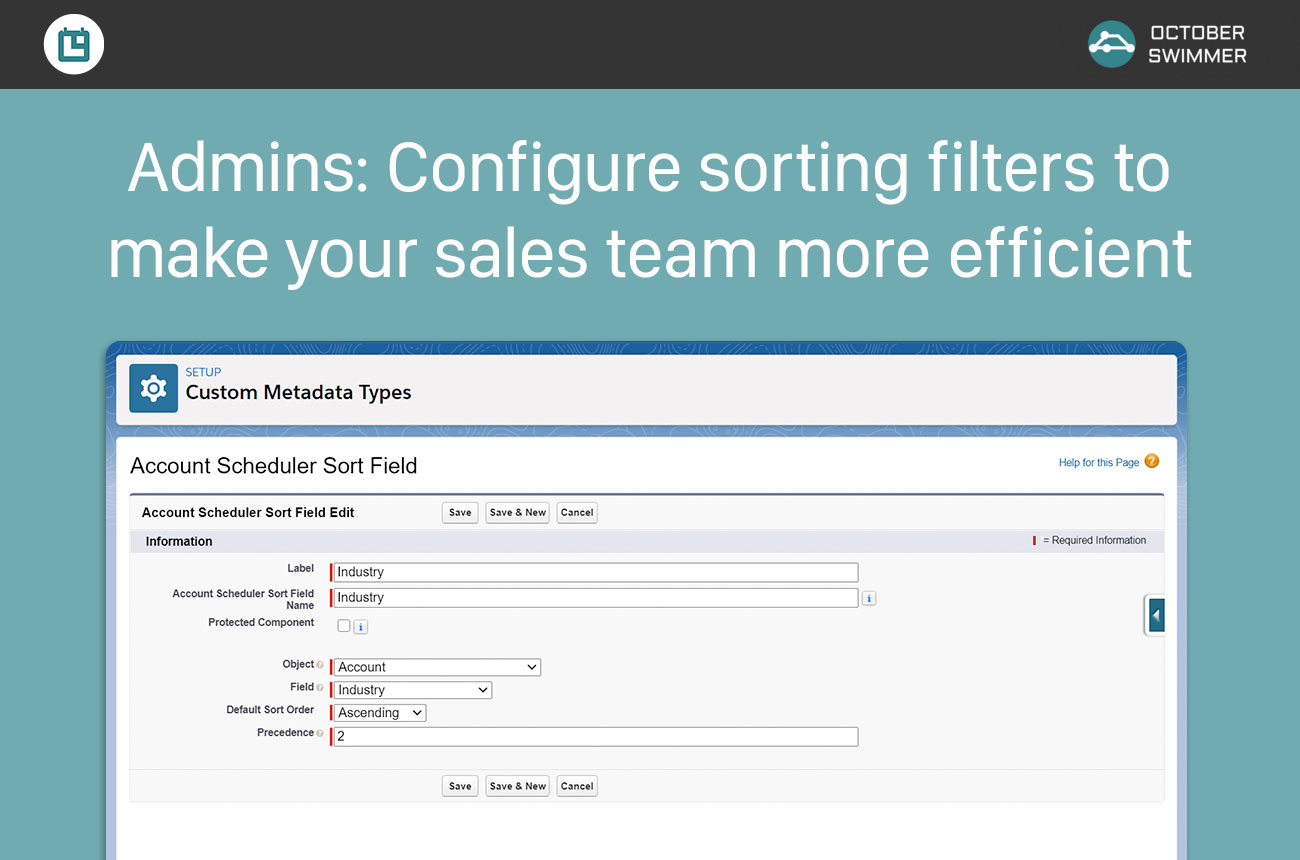 OCTOBER
SWIMMER
Admins: Configure sorting filters to
make your sales team more efficient
SETUP
Custom Metadata Types
Account Scheduler Sort Field
Help for this Page ?
Account Scheduler Sort Field Edit
Save Save & New Cancel
Information
= Required Information
Label
Industry
Account Scheduler Sort Field
Name
Industry
i
Protected Component
i
Object ?
Account
Field ?
Industry
Default Sort Order
Ascending
Precedence ?
2
Save Save & New Cancel